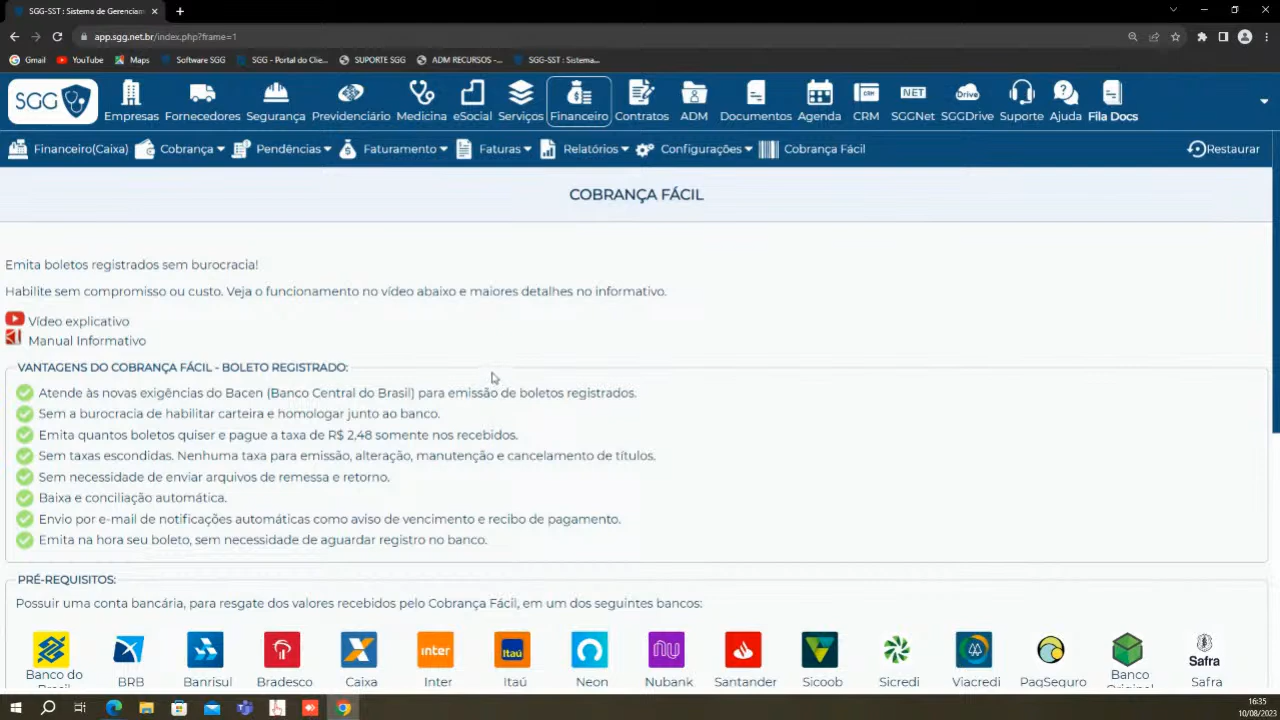 SGG-SST : Sistema de Gerenciam
app.sgg.net.br/index.php?frame=1
Gmail YouTube Maps Software SGG SGG - Portal do Clie... SUPORTE SGG ADM RECURSOS -... SGG-SST : Sistema...
SGG Empresas Fornecedores Segurança Previdenciário Medicina eSocial Serviços Financeiro Contratos ADM Documentos Agenda CRM SGGNet SGGDrive Suporte Ajuda Fila Docs
CRM NET Drive
Financeiro(Caixa) Cobrança Pendências Faturamento Faturas Relatórios Configurações Cobrança Fácil Restaurar
COBRANÇA FÁCIL
Emita boletos registrados sem burocracia!
Habilite sem compromisso ou custo. Veja o funcionamento no vídeo abaixo e maiores detalhes no informativo.
Vídeo explicativo
Manual Informativo
VANTAGENS DO COBRANÇA FÁCIL - BOLETO REGISTRADO:
Atende às novas exigências do Bacen (Banco Central do Brasil) para emissão de boletos registrados.
Sem a burocracia de habilitar carteira e homologar junto ao banco.
Emita quantos boletos quiser e pague a taxa de R$ 2,48 somente nos recebidos.
Sem taxas escondidas. Nenhuma taxa para emissão, alteração, manutenção e cancelamento de títulos.
Sem necessidade de enviar arquivos de remessa e retorno.
Baixa e conciliação automática.
Envio por e-mail de notificações automáticas como aviso de vencimento e recibo de pagamento.
Emita na hora seu boleto, sem necessidade de aguardar registro no banco.
PRÉ-REQUISITOS:
Possuir uma conta bancária, para resgate dos valores recebidos pelo Cobrança Fácil, em um dos seguintes bancos:
inter Itaú nu Safra
Banco do Brasil BRB Banrisul Bradesco Caixa Inter Itaú Neon Nubank Santander Sicoob Sicredi Viacredi PagSeguro Banco Original Safra
16:35
10/08/2023